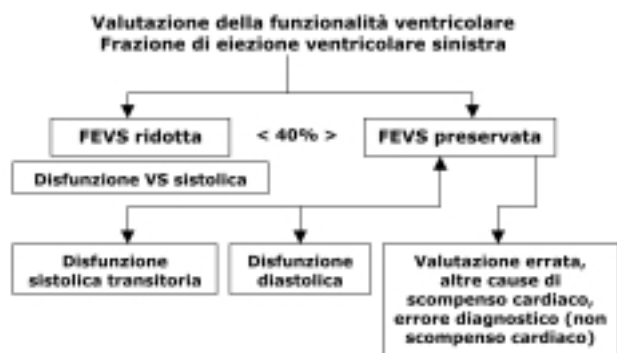 Valutazione della funzionalità ventricolare
Frazione di eiezione ventricolare sinistra
FEVS ridotta
< 40% >
FEVS preservata
Disfunzione VS sistolica
Disfunzione
sistolica transitoria
Disfunzione
diastolica
Valutazione errata,
altre cause di
scompenso cardiaco,
errore diagnostico (non
scompenso cardiaco)